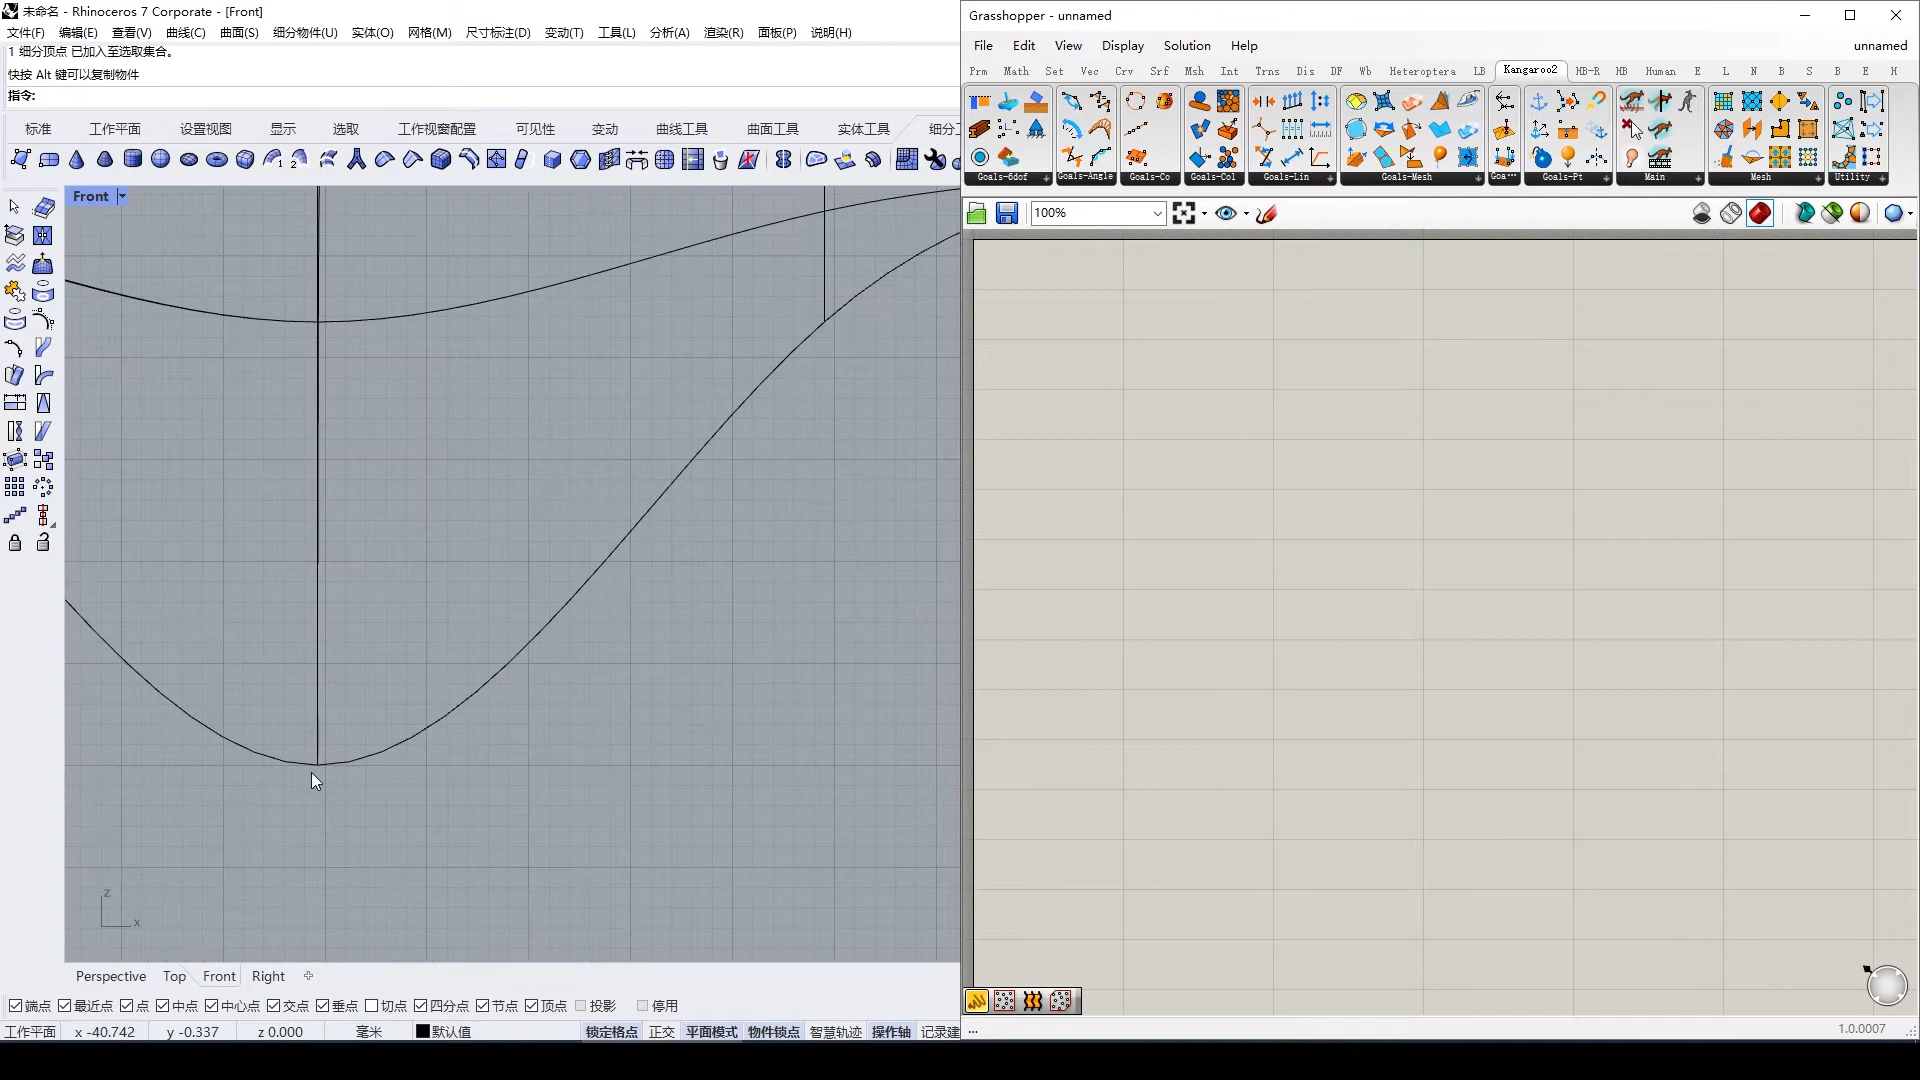 未命名 - Rhinoceros 7 Corporate - [Front]
文件(F) 编辑(E) 查看(V) 曲线(C) 曲面(S) 细分物件(U) 实体(O) 网格(M) 尺寸标注(D) 变动(T) 工具(L) 分析(A) 渲染(R) 面板(P) 说明(H)
1 细分顶点 已加入至选取集合。
快按 Alt 键可以复制物件
指令:
标准 工作平面 设置视图 显示 选取 工作视窗配置 可见性 变动 曲线工具 曲面工具 实体工具 细分工
Front
z
x
Perspective Top Front Right
端点 最近点 点 中点 中心点 交点 垂点 切点 四分点 节点 顶点 投影 停用
工作平面 x -40.742 y -0.337 z 0.000 毫米 默认值 锁定格点 正交 平面模式 物件锁点 智慧轨迹 操作轴 记录建
Grasshopper - unnamed
File Edit View Display Solution Help unnamed
Prm Math Set Vec Crv Srf Msh Int Trns Dis DF Wb Heteroptera LB Kangaroo2 HB-R HB Human E L N B S B E H
Goals-6dof Goals-Angle Goals-Co Goals-Col Goals-Lin Goals-Mesh Goa... Goals-Pt Main Mesh Utility
100%
...
1.0.0007